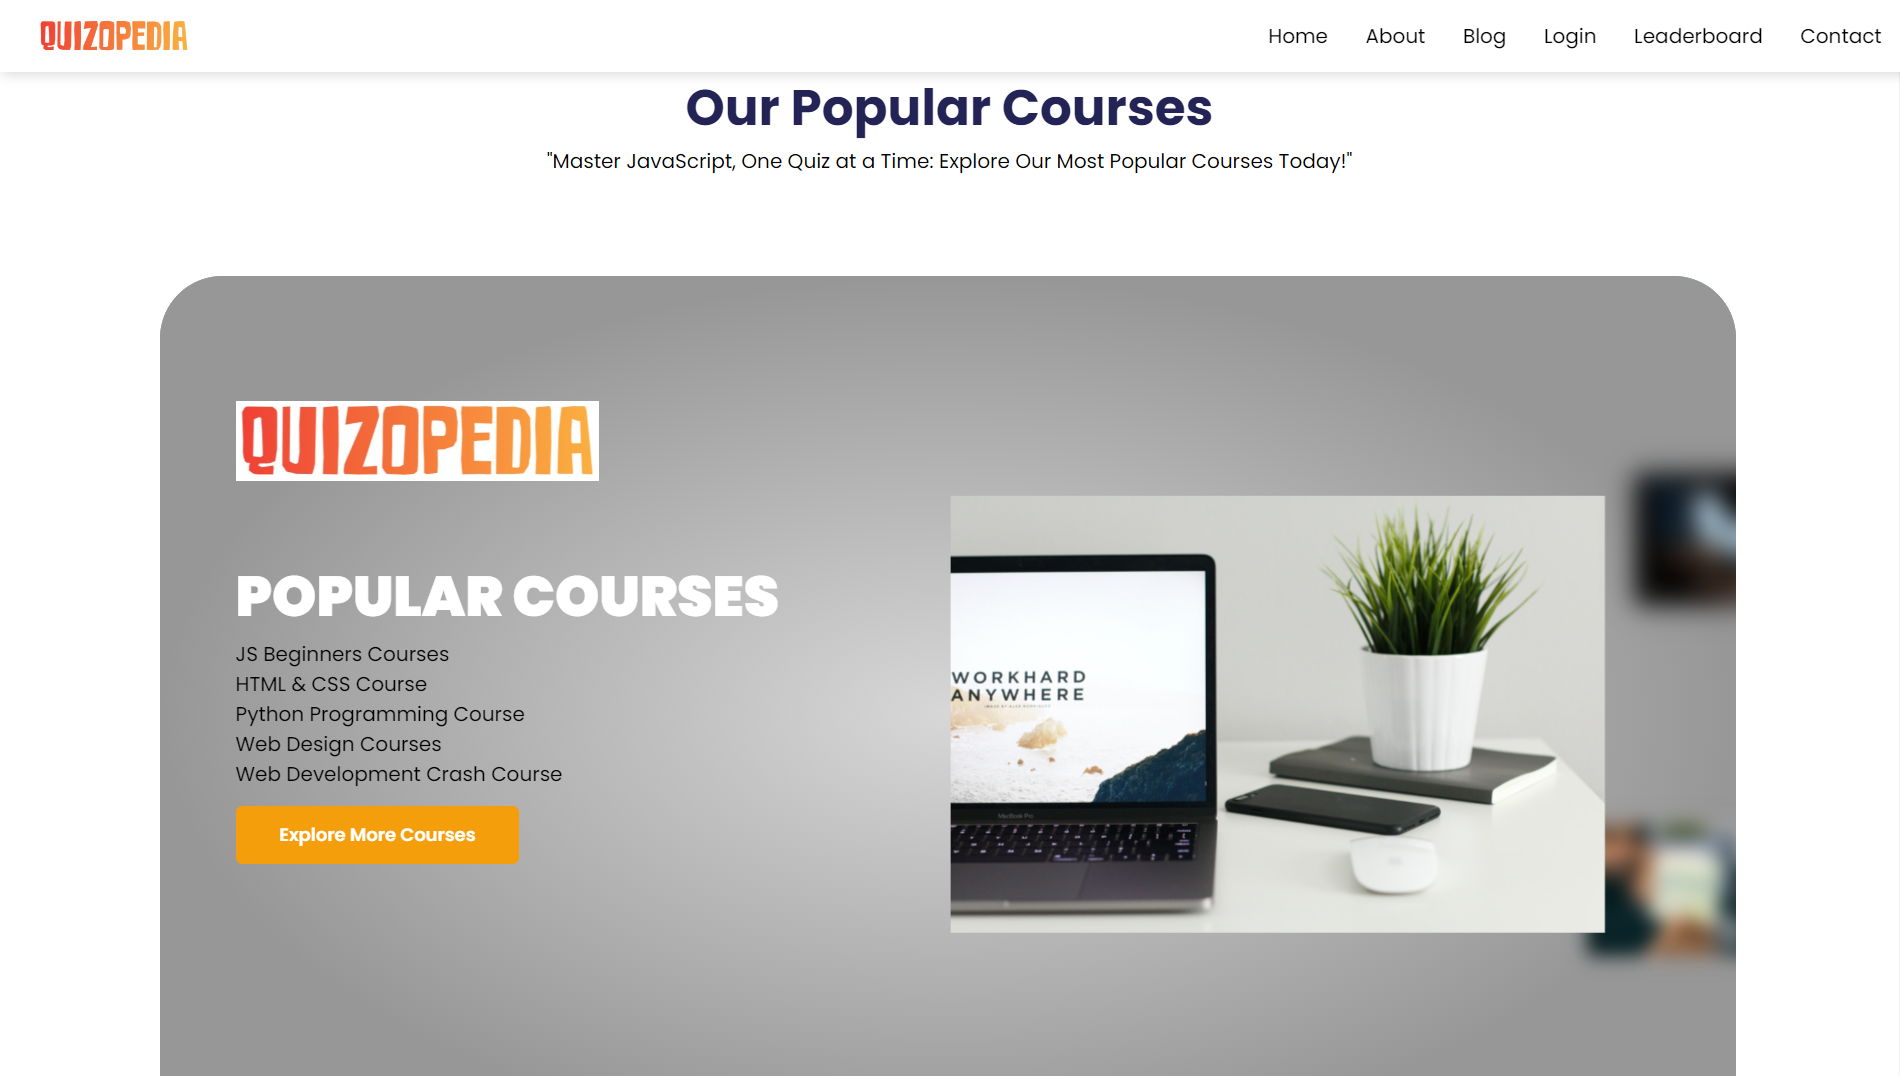 QUIZOPEDIA
Home About Blog Login Leaderboard Contact
Our Popular Courses
"Master JavaScript, One Quiz at a Time: Explore Our Most Popular Courses Today!"
QUIZOPEDIA
POPULAR COURSES
JS Beginners Courses
HTML & CSS Course
Python Programming Course
Web Design Courses
Web Development Crash Course
Explore More Courses
WORKHARD
ANYWHERE
MacBook Pro